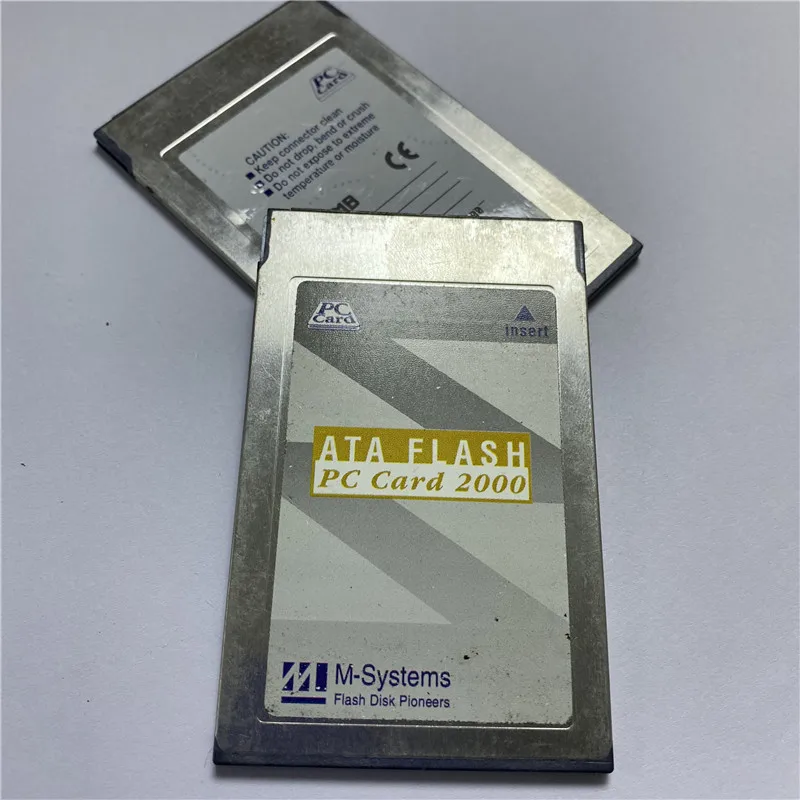 PC
Card
CAUTION:
Keep connector clean
Do not drop, bend or crush
Do not expose to extreme
temperature or moisture
CE
MB
PC
Card
insert
ATA FLASH
PC Card 2000
M-Systems
Flash Disk Pioneers